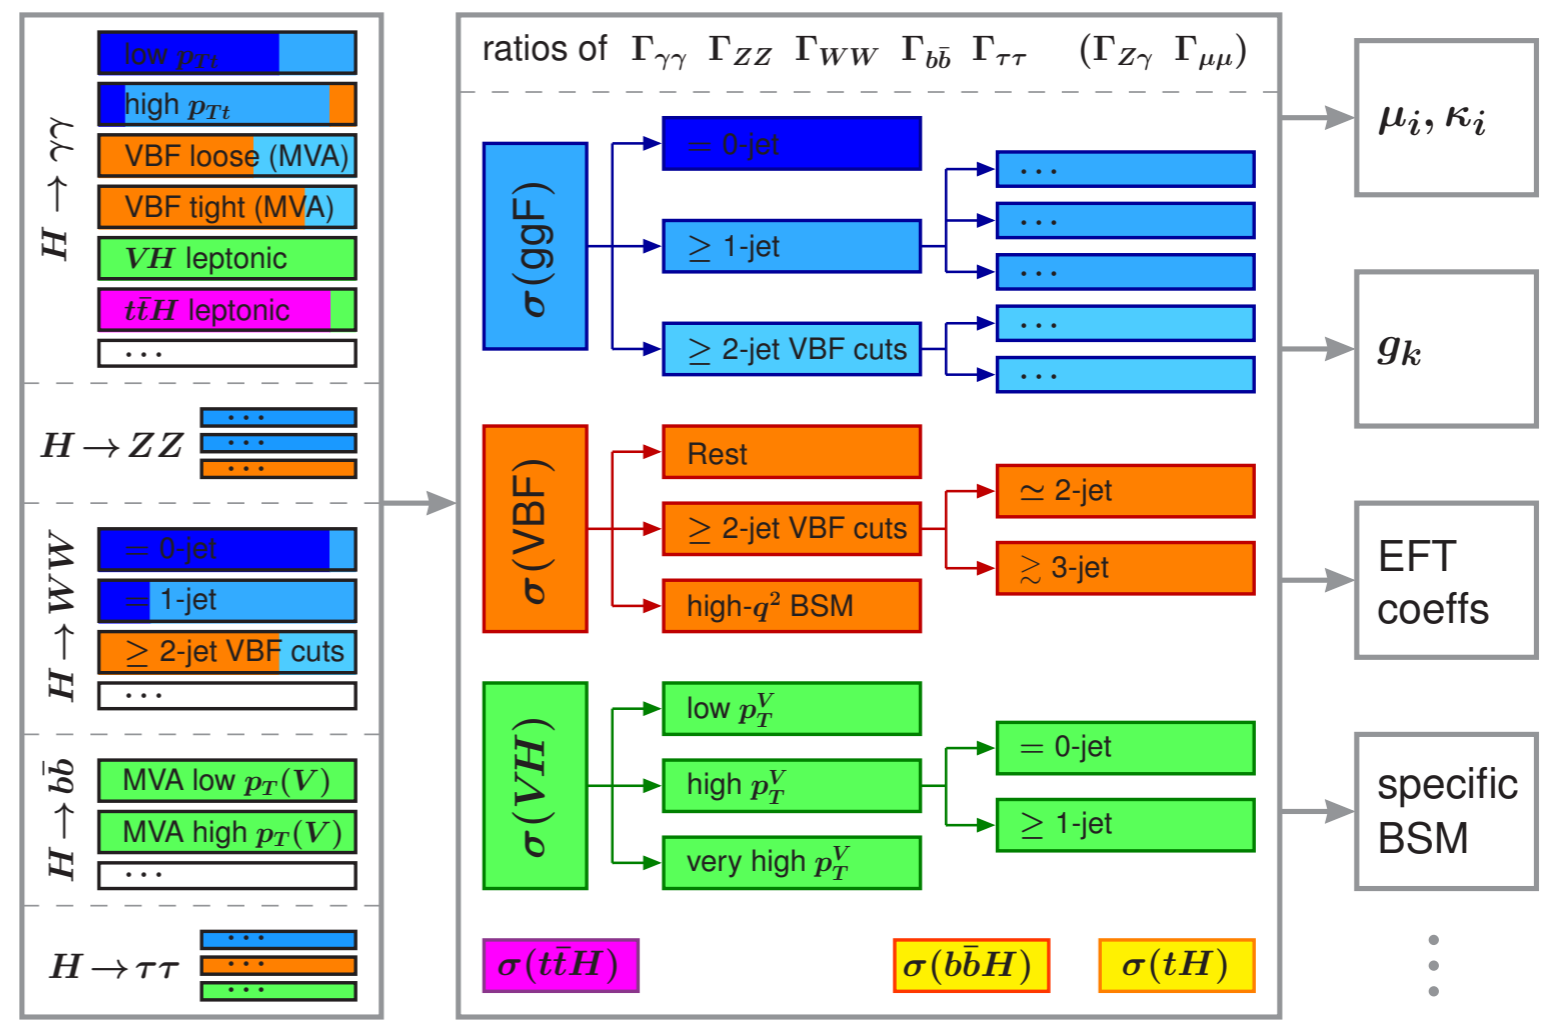 H → γγ
low p_Tt
high p_Tt
VBF loose (MVA)
VBF tight (MVA)
VH leptonic
tt̄H leptonic
...
H → ZZ
...
...
...
H → WW
= 0-jet
= 1-jet
≥ 2-jet VBF cuts
...
H → bb̄
MVA low p_T(V)
MVA high p_T(V)
...
H → ττ
...
...
...
ratios of Γ_γγ Γ_ZZ Γ_WW Γ_bb̄ Γ_ττ (Γ_Zγ Γ_μμ)
σ(ggF)
= 0-jet
≥ 1-jet
≥ 2-jet VBF cuts
...
...
...
...
...
σ(VBF)
Rest
≥ 2-jet VBF cuts
high-q² BSM
≃ 2-jet
≳ 3-jet
σ(VH)
low p_T^V
high p_T^V
very high p_T^V
= 0-jet
≥ 1-jet
σ(tt̄H)
σ(bb̄H)
σ(tH)
μ_i, κ_i
g_k
EFT
coeffs
specific
BSM